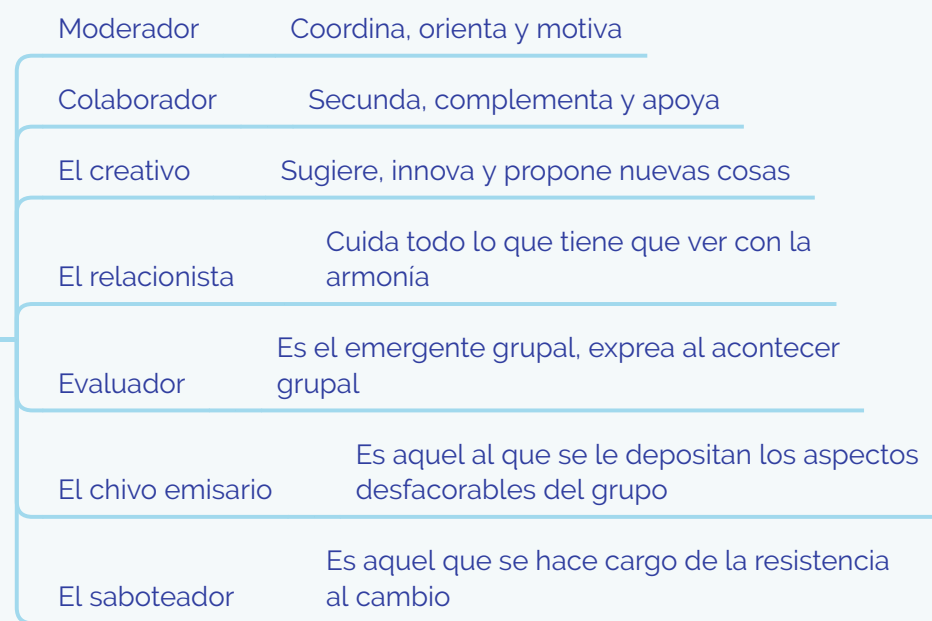 Moderador Coordina, orienta y motiva
Colaborador Secunda, complementa y apoya
El creativo Sugiere, innova y propone nuevas cosas
Cuida todo lo que tiene que ver con la
El relacionista armonía
Es el emergente grupal, exprea al acontecer
Evaluador grupal
Es aquel al que se le depositan los aspectos
El chivo emisario desfacorables del grupo
Es aquel que se hace cargo de la resistencia
El saboteador al cambio